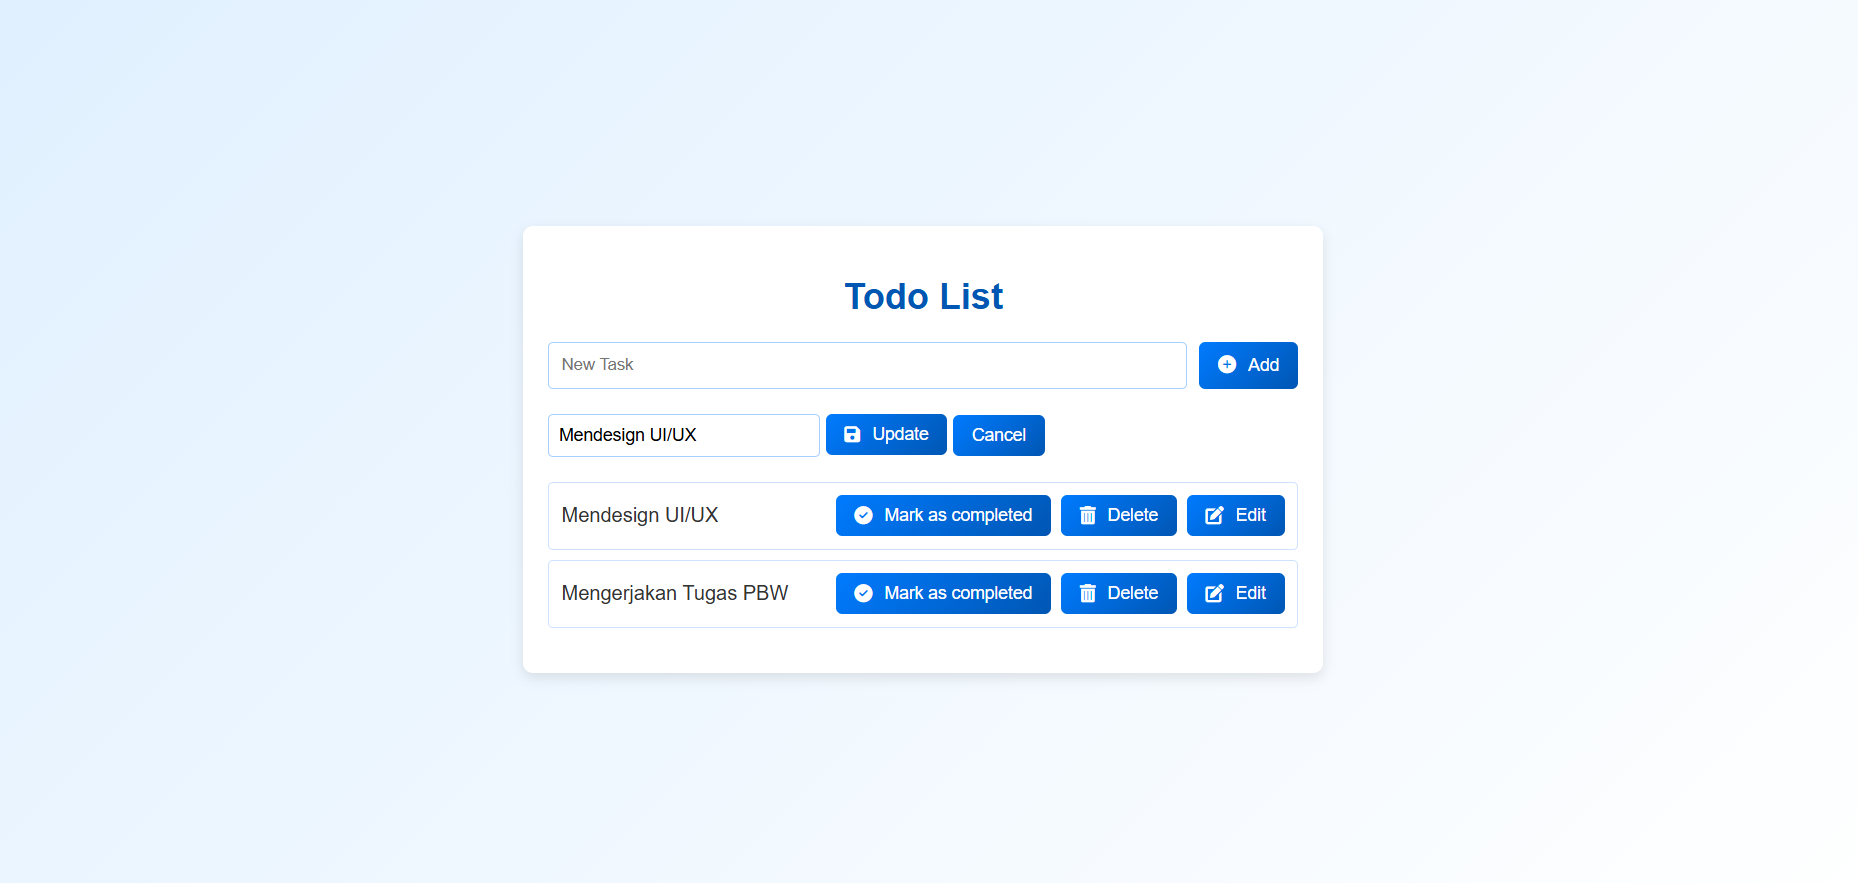 Todo List
New Task Add
Mendesign UI/UX Update Cancel
Mendesign UI/UX Mark as completed Delete Edit
Mengerjakan Tugas PBW Mark as completed Delete Edit